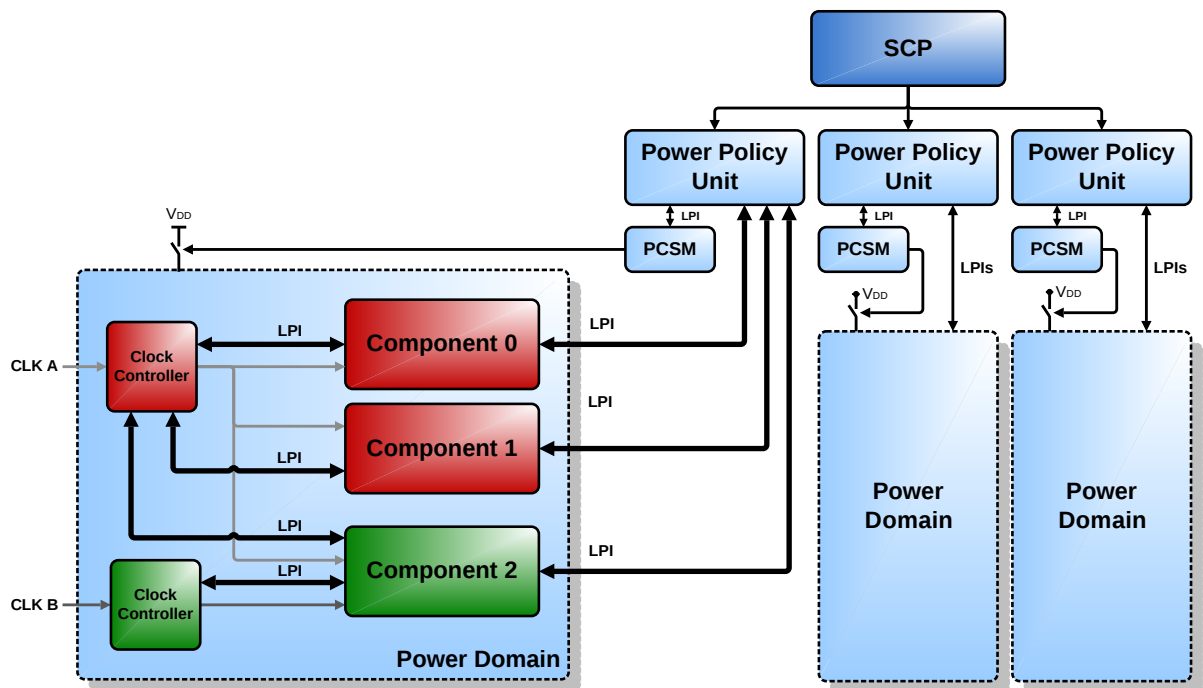 SCP
Power Policy
Unit
Power Policy
Unit
Power Policy
Unit
LPI
LPI
LPI
PCSM
PCSM
PCSM
LPIs
LPIs
VDD
VDD
VDD
CLK A
Clock
Controller
LPI
Component 0
LPI
Component 1
LPI
LPI
LPI
Component 2
LPI
LPI
CLK B
Clock
Controller
Power Domain
Power
Domain
Power
Domain